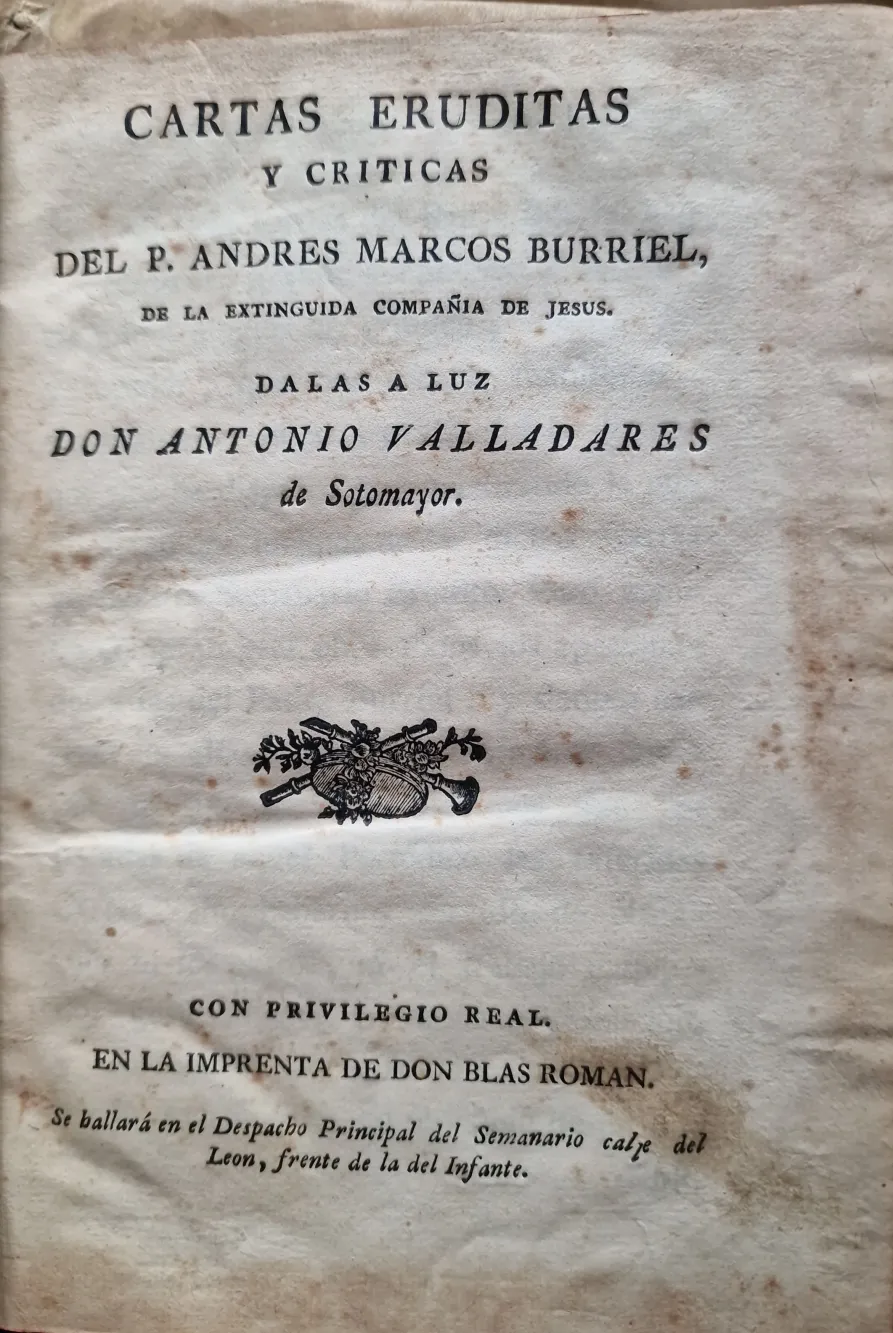 CARTAS ERUDITAS
Y CRITICAS
DEL P. ANDRES MARCOS BURRIEL,
DE LA EXTINGUIDA COMPAÑIA DE JESUS.
DALAS A LUZ
DON ANTONIO VALLADARES
de Sotomayor.
CON PRIVILEGIO REAL.
EN LA IMPRENTA DE DON BLAS ROMAN.
Se hallará en el Despacho Principal del Semanario calle del
Leon, frente de la del Infante.